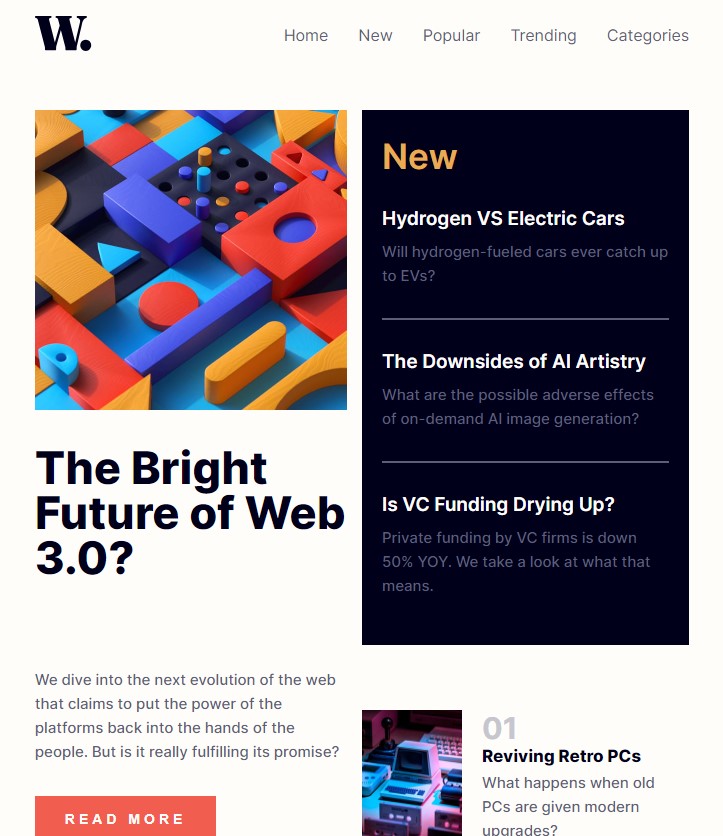 W.
Home New Popular Trending Categories
New
Hydrogen VS Electric Cars
Will hydrogen-fueled cars ever catch up
to EVs?
The Downsides of AI Artistry
What are the possible adverse effects
of on-demand AI image generation?
Is VC Funding Drying Up?
Private funding by VC firms is down
50% YOY. We take a look at what that
means.
The Bright
Future of Web
3.0?
We dive into the next evolution of the web
that claims to put the power of the
platforms back into the hands of the
people. But is it really fulfilling its promise?
READ MORE
01
Reviving Retro PCs
What happens when old
PCs are given modern
upgrades?